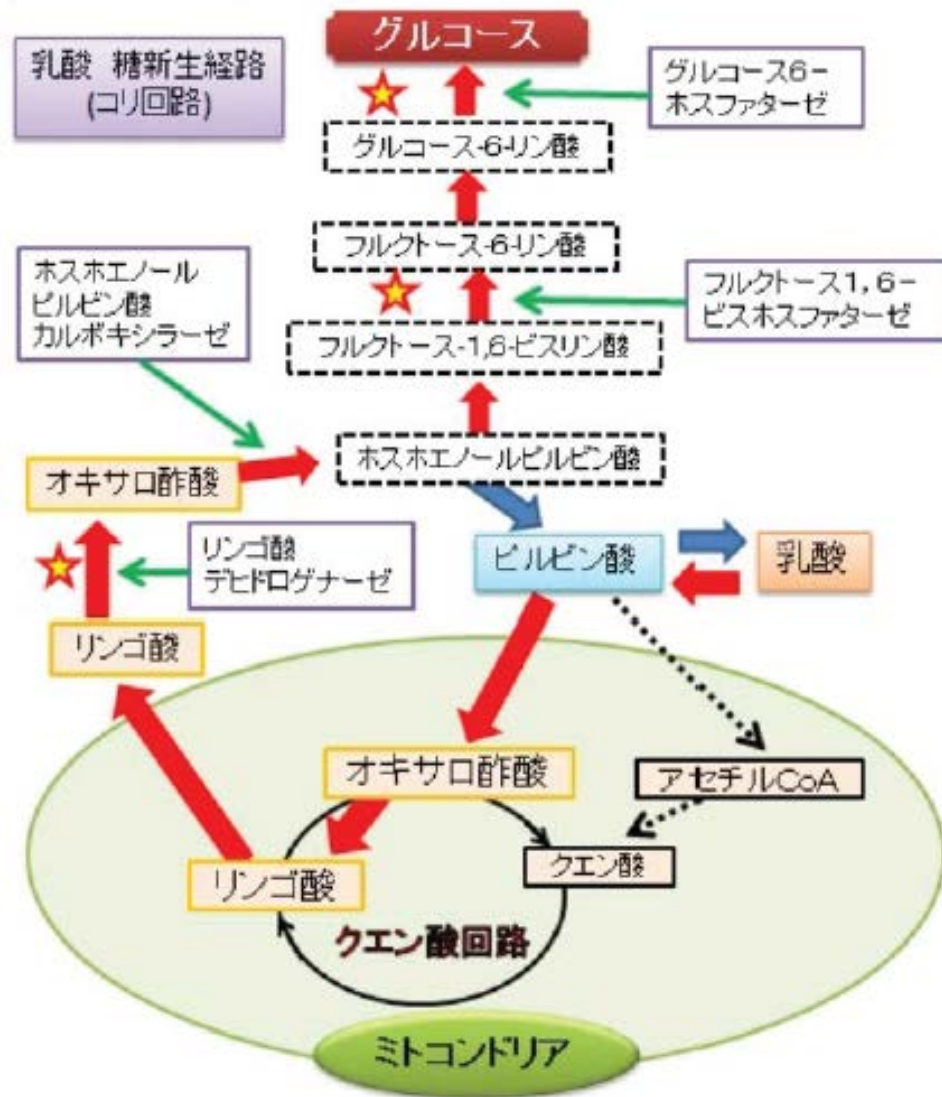 グルコース
乳酸 糖新生経路
(コリ回路)
グルコース6-
ホスファターゼ
グルコース-6-リン酸
フルクトース-6-リン酸
ホスホエノール
ピルビン酸
カルボキシラーゼ
フルクトース1,6-
ビスホスファターゼ
フルクトース-1,6-ビスリン酸
ホスホエノールピルビン酸
オキサロ酢酸
リンゴ酸
デヒドロゲナーゼ
ピルビン酸
乳酸
リンゴ酸
オキサロ酢酸
アセチルCoA
クエン酸
リンゴ酸
クエン酸回路
ミトコンドリア